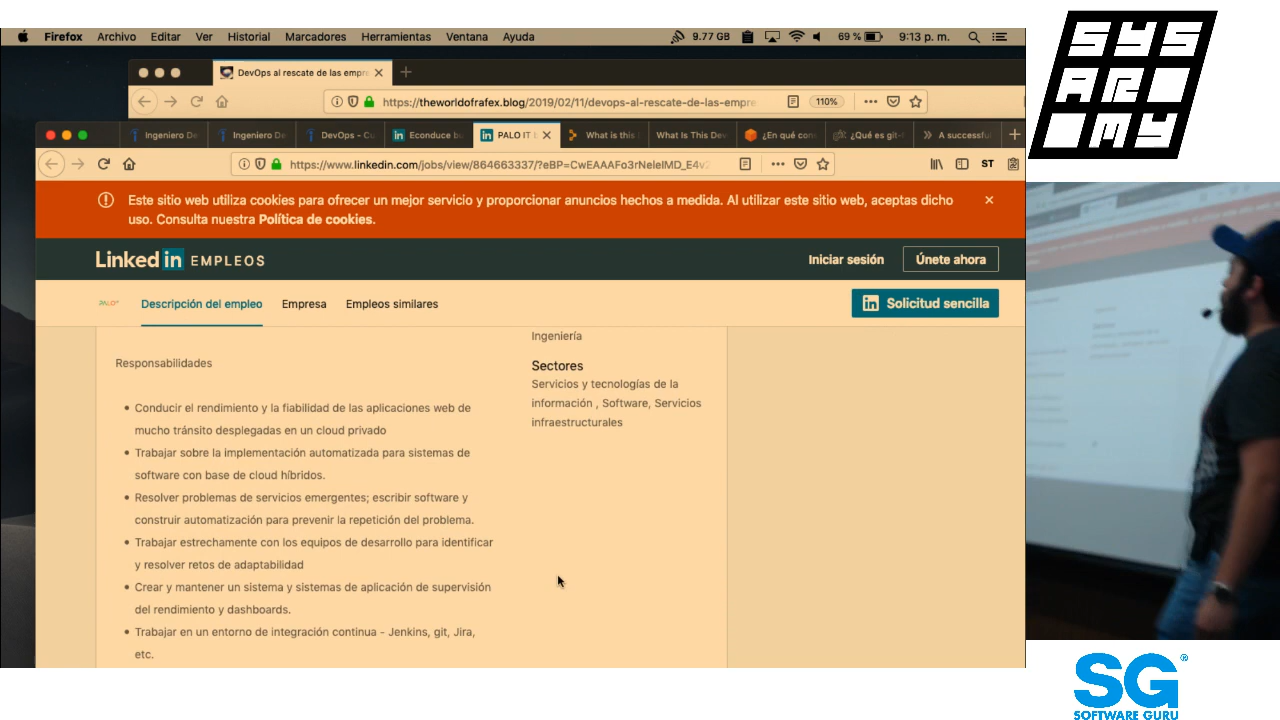 Firefox Archivo Editar Ver Historial Marcadores Herramientas Ventana Ayuda 9.77 GB 69 % 9:13 p. m.
SYS
AR
MY
DevOps al rescate de las empre
https://theworldofrafex.blog/2019/02/11/devops-al-rescate-de-las-empre 110%
Ingeniero De Ingeniero De DevOps - Cu Econduce bu PALO IT b What is this What Is This Dev ¿En qué con ¿Qué es git-f A successfu
https://www.linkedin.com/jobs/view/864663337/?eBP=CwEAAAFo3rNeleIMD_E4v2 ST
Este sitio web utiliza cookies para ofrecer un mejor servicio y proporcionar anuncios hechos a medida. Al utilizar este sitio web, aceptas dicho
uso. Consulta nuestra Política de cookies.
Linked in EMPLEOS Iniciar sesión Únete ahora
PALO IT Descripción del empleo Empresa Empleos similares in Solicitud sencilla
Ingeniería
Responsabilidades
Sectores
Servicios y tecnologías de la
información , Software, Servicios
infraestructurales
• Conducir el rendimiento y la fiabilidad de las aplicaciones web de
mucho tránsito desplegadas en un cloud privado
• Trabajar sobre la implementación automatizada para sistemas de
software con base de cloud híbridos.
• Resolver problemas de servicios emergentes; escribir software y
construir automatización para prevenir la repetición del problema.
• Trabajar estrechamente con los equipos de desarrollo para identificar
y resolver retos de adaptabilidad
• Crear y mantener un sistema y sistemas de aplicación de supervisión
del rendimiento y dashboards.
• Trabajar en un entorno de integración continua - Jenkins, git, Jira,
etc.
SG®
SOFTWARE GURU